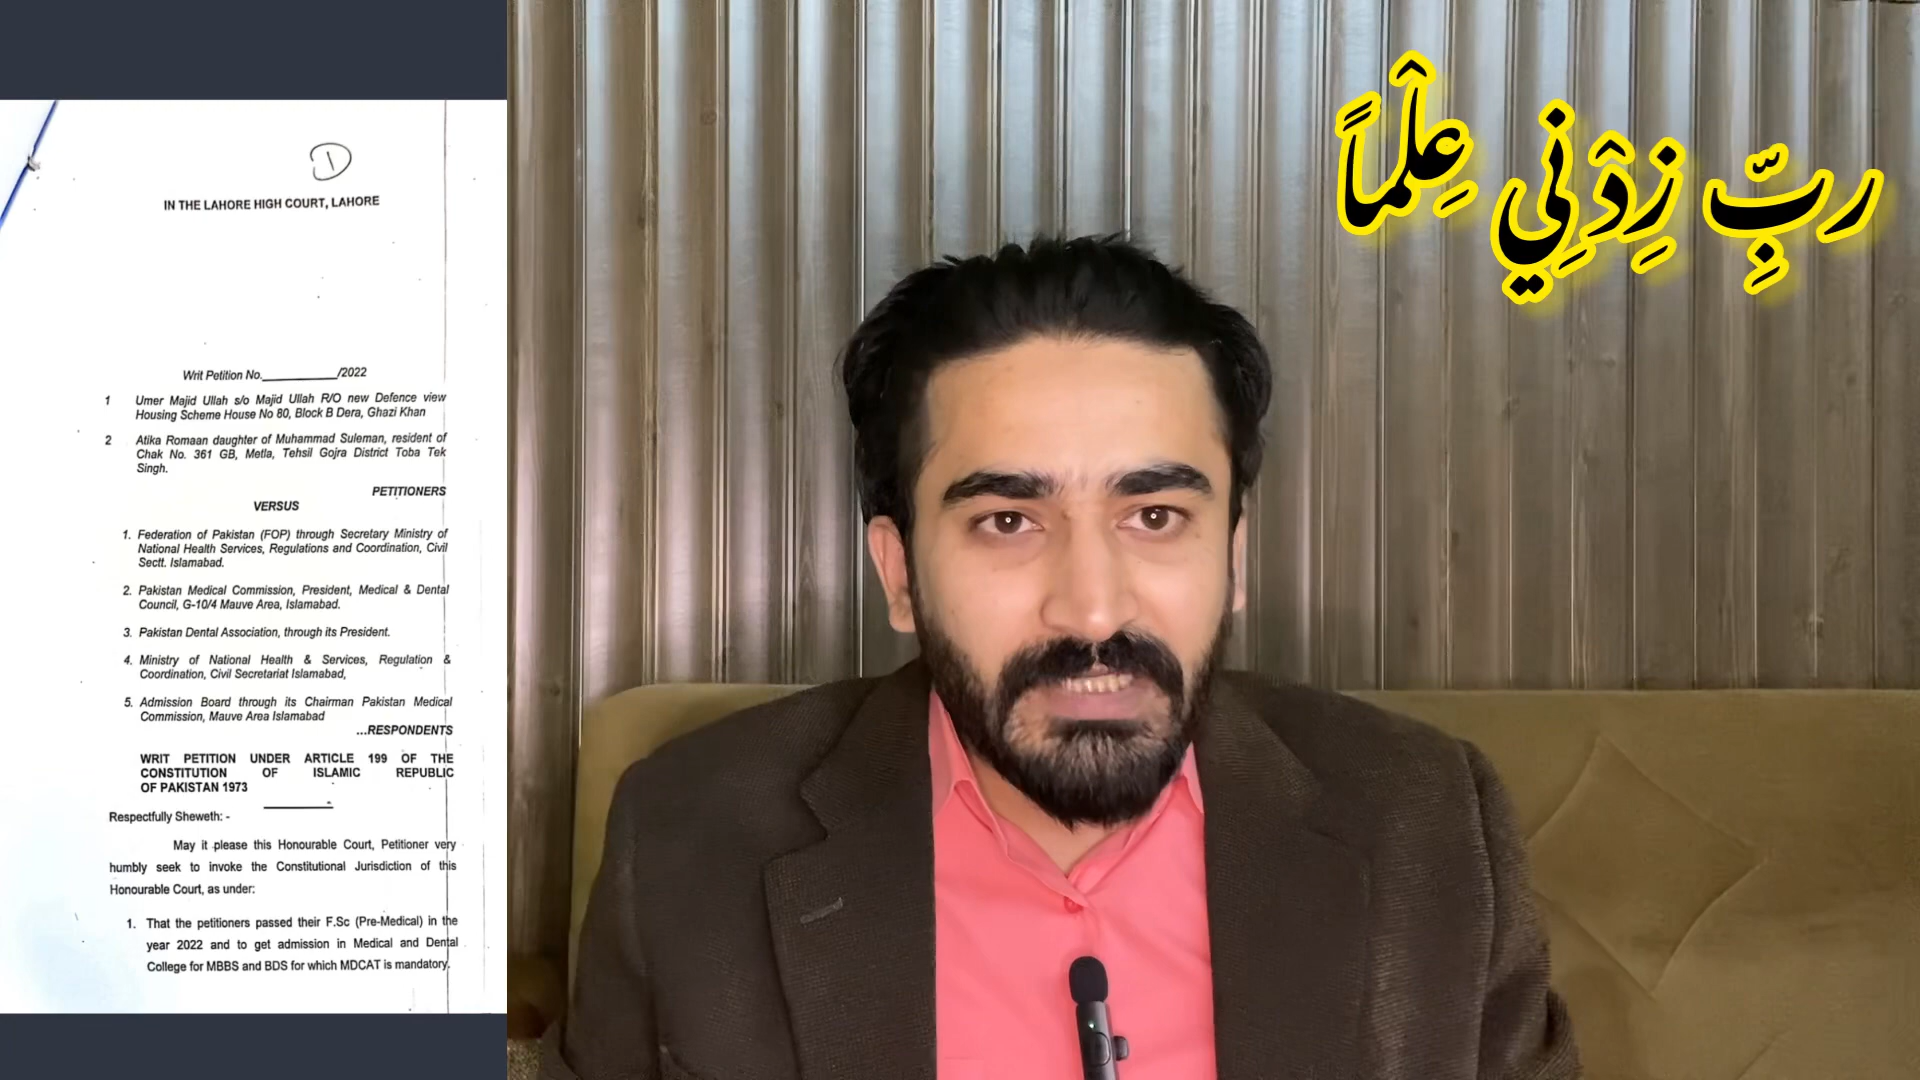 1
IN THE LAHORE HIGH COURT, LAHORE
Writ Petition No.____________/2022
1 Umer Majid Ullah s/o Majid Ullah R/O new Defence view
Housing Scheme House No 80, Block B Dera, Ghazi Khan
2 Atika Romaan daughter of Muhammad Suleman, resident of
Chak No. 361 GB, Metla, Tehsil Gojra District Toba Tek
Singh.
PETITIONERS
VERSUS
1. Federation of Pakistan (FOP) through Secretary Ministry of
National Health Services, Regulations and Coordination, Civil
Sectt. Islamabad.
2. Pakistan Medical Commission, President, Medical & Dental
Council, G-10/4 Mauve Area, Islamabad.
3. Pakistan Dental Association, through its President.
4. Ministry of National Health & Services, Regulation &
Coordination, Civil Secretariat Islamabad,
5. Admission Board through its Chairman Pakistan Medical
Commission, Mauve Area Islamabad
...RESPONDENTS
WRIT PETITION UNDER ARTICLE 199 OF THE
CONSTITUTION OF ISLAMIC REPUBLIC
OF PAKISTAN 1973
Respectfully Sheweth: -
May it please this Honourable Court, Petitioner very
humbly seek to invoke the Constitutional Jurisdiction of this
Honourable Court, as under:
1. That the petitioners passed their F.Sc (Pre-Medical) in the
year 2022 and to get admission in Medical and Dental
College for MBBS and BDS for which MDCAT is mandatory.
ربِّ زِدْنِي عِلْماً